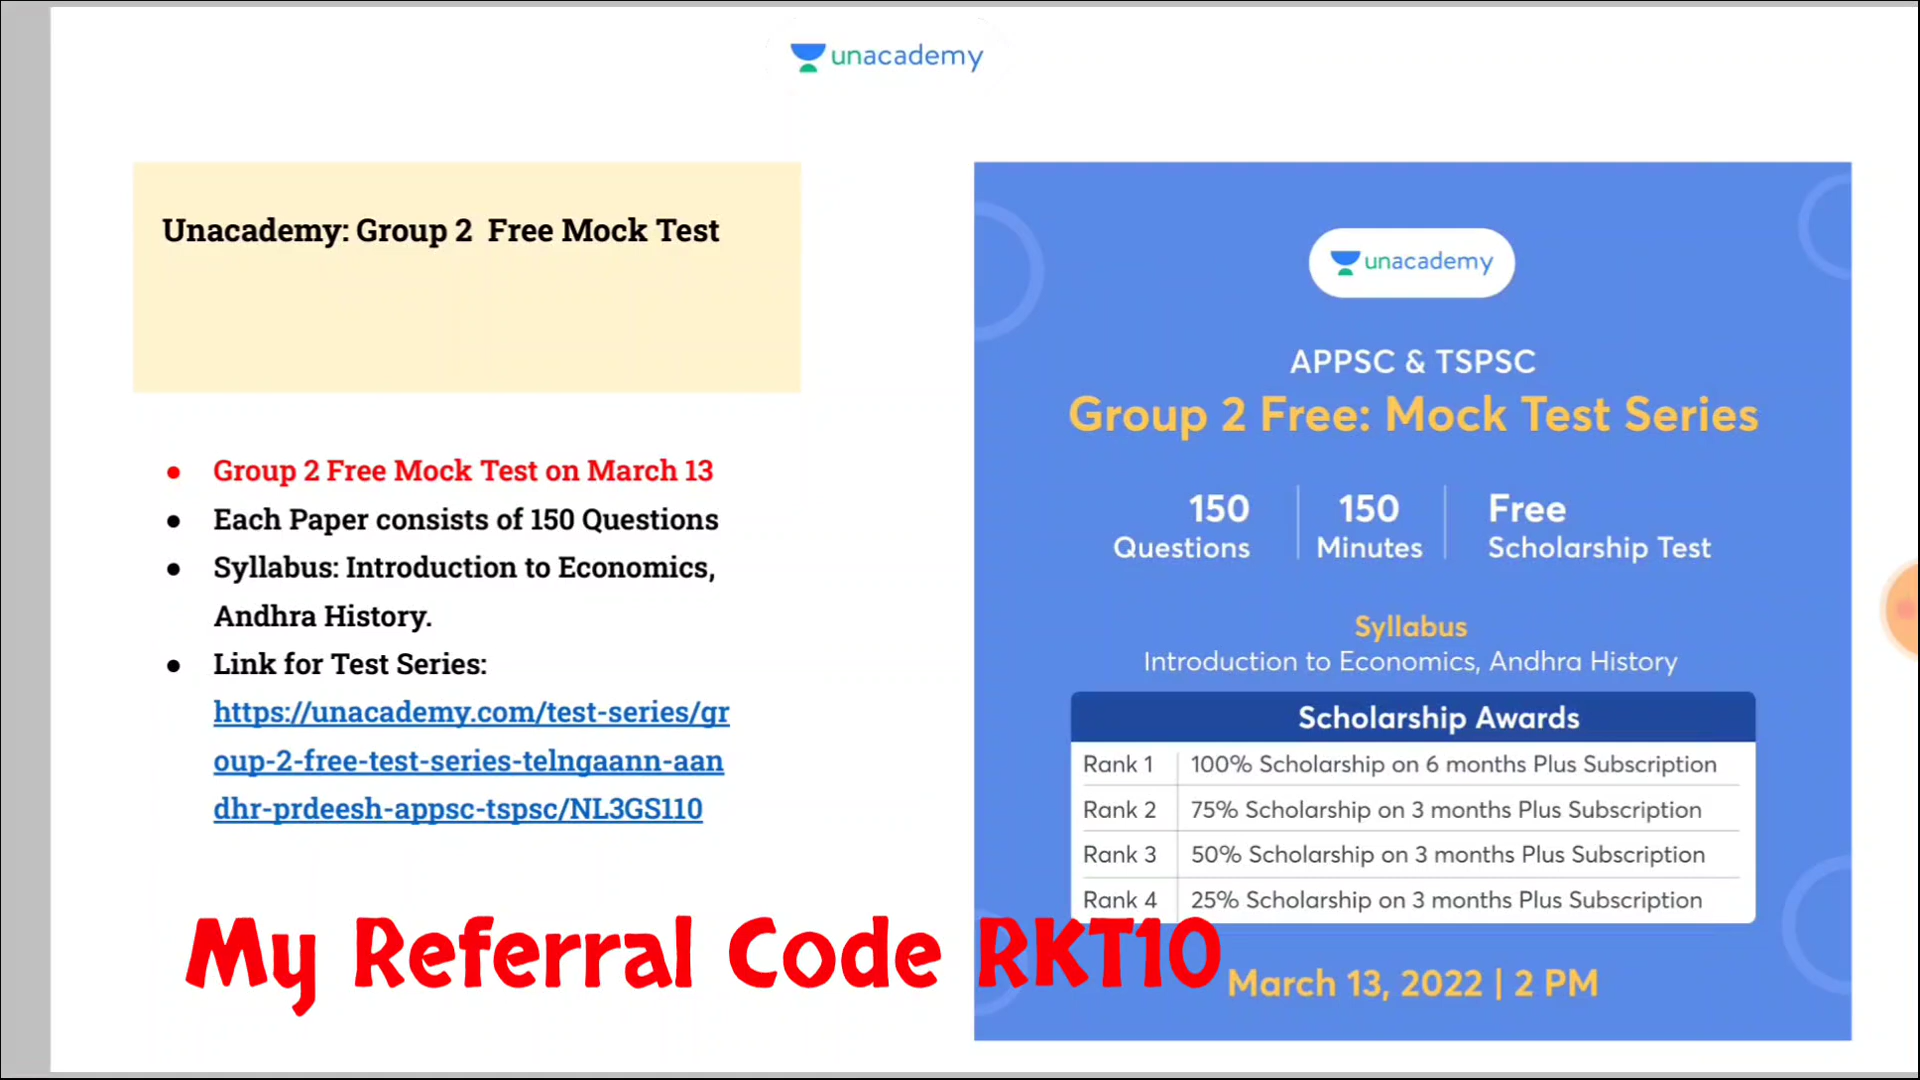 unacademy
Unacademy: Group 2 Free Mock Test
Group 2 Free Mock Test on March 13
Each Paper consists of 150 Questions
Syllabus: Introduction to Economics,
Andhra History.
Link for Test Series:
https://unacademy.com/test-series/gr
oup-2-free-test-series-telngaann-aan
dhr-prdeesh-appsc-tspsc/NL3GS110
unacademy
APPSC & TSPSC
Group 2 Free: Mock Test Series
150 Questions
150 Minutes
Free Scholarship Test
Syllabus
Introduction to Economics, Andhra History
Scholarship Awards
Rank 1 100% Scholarship on 6 months Plus Subscription
Rank 2 75% Scholarship on 3 months Plus Subscription
Rank 3 50% Scholarship on 3 months Plus Subscription
Rank 4 25% Scholarship on 3 months Plus Subscription
My Referral Code RKT10
March 13, 2022 | 2 PM